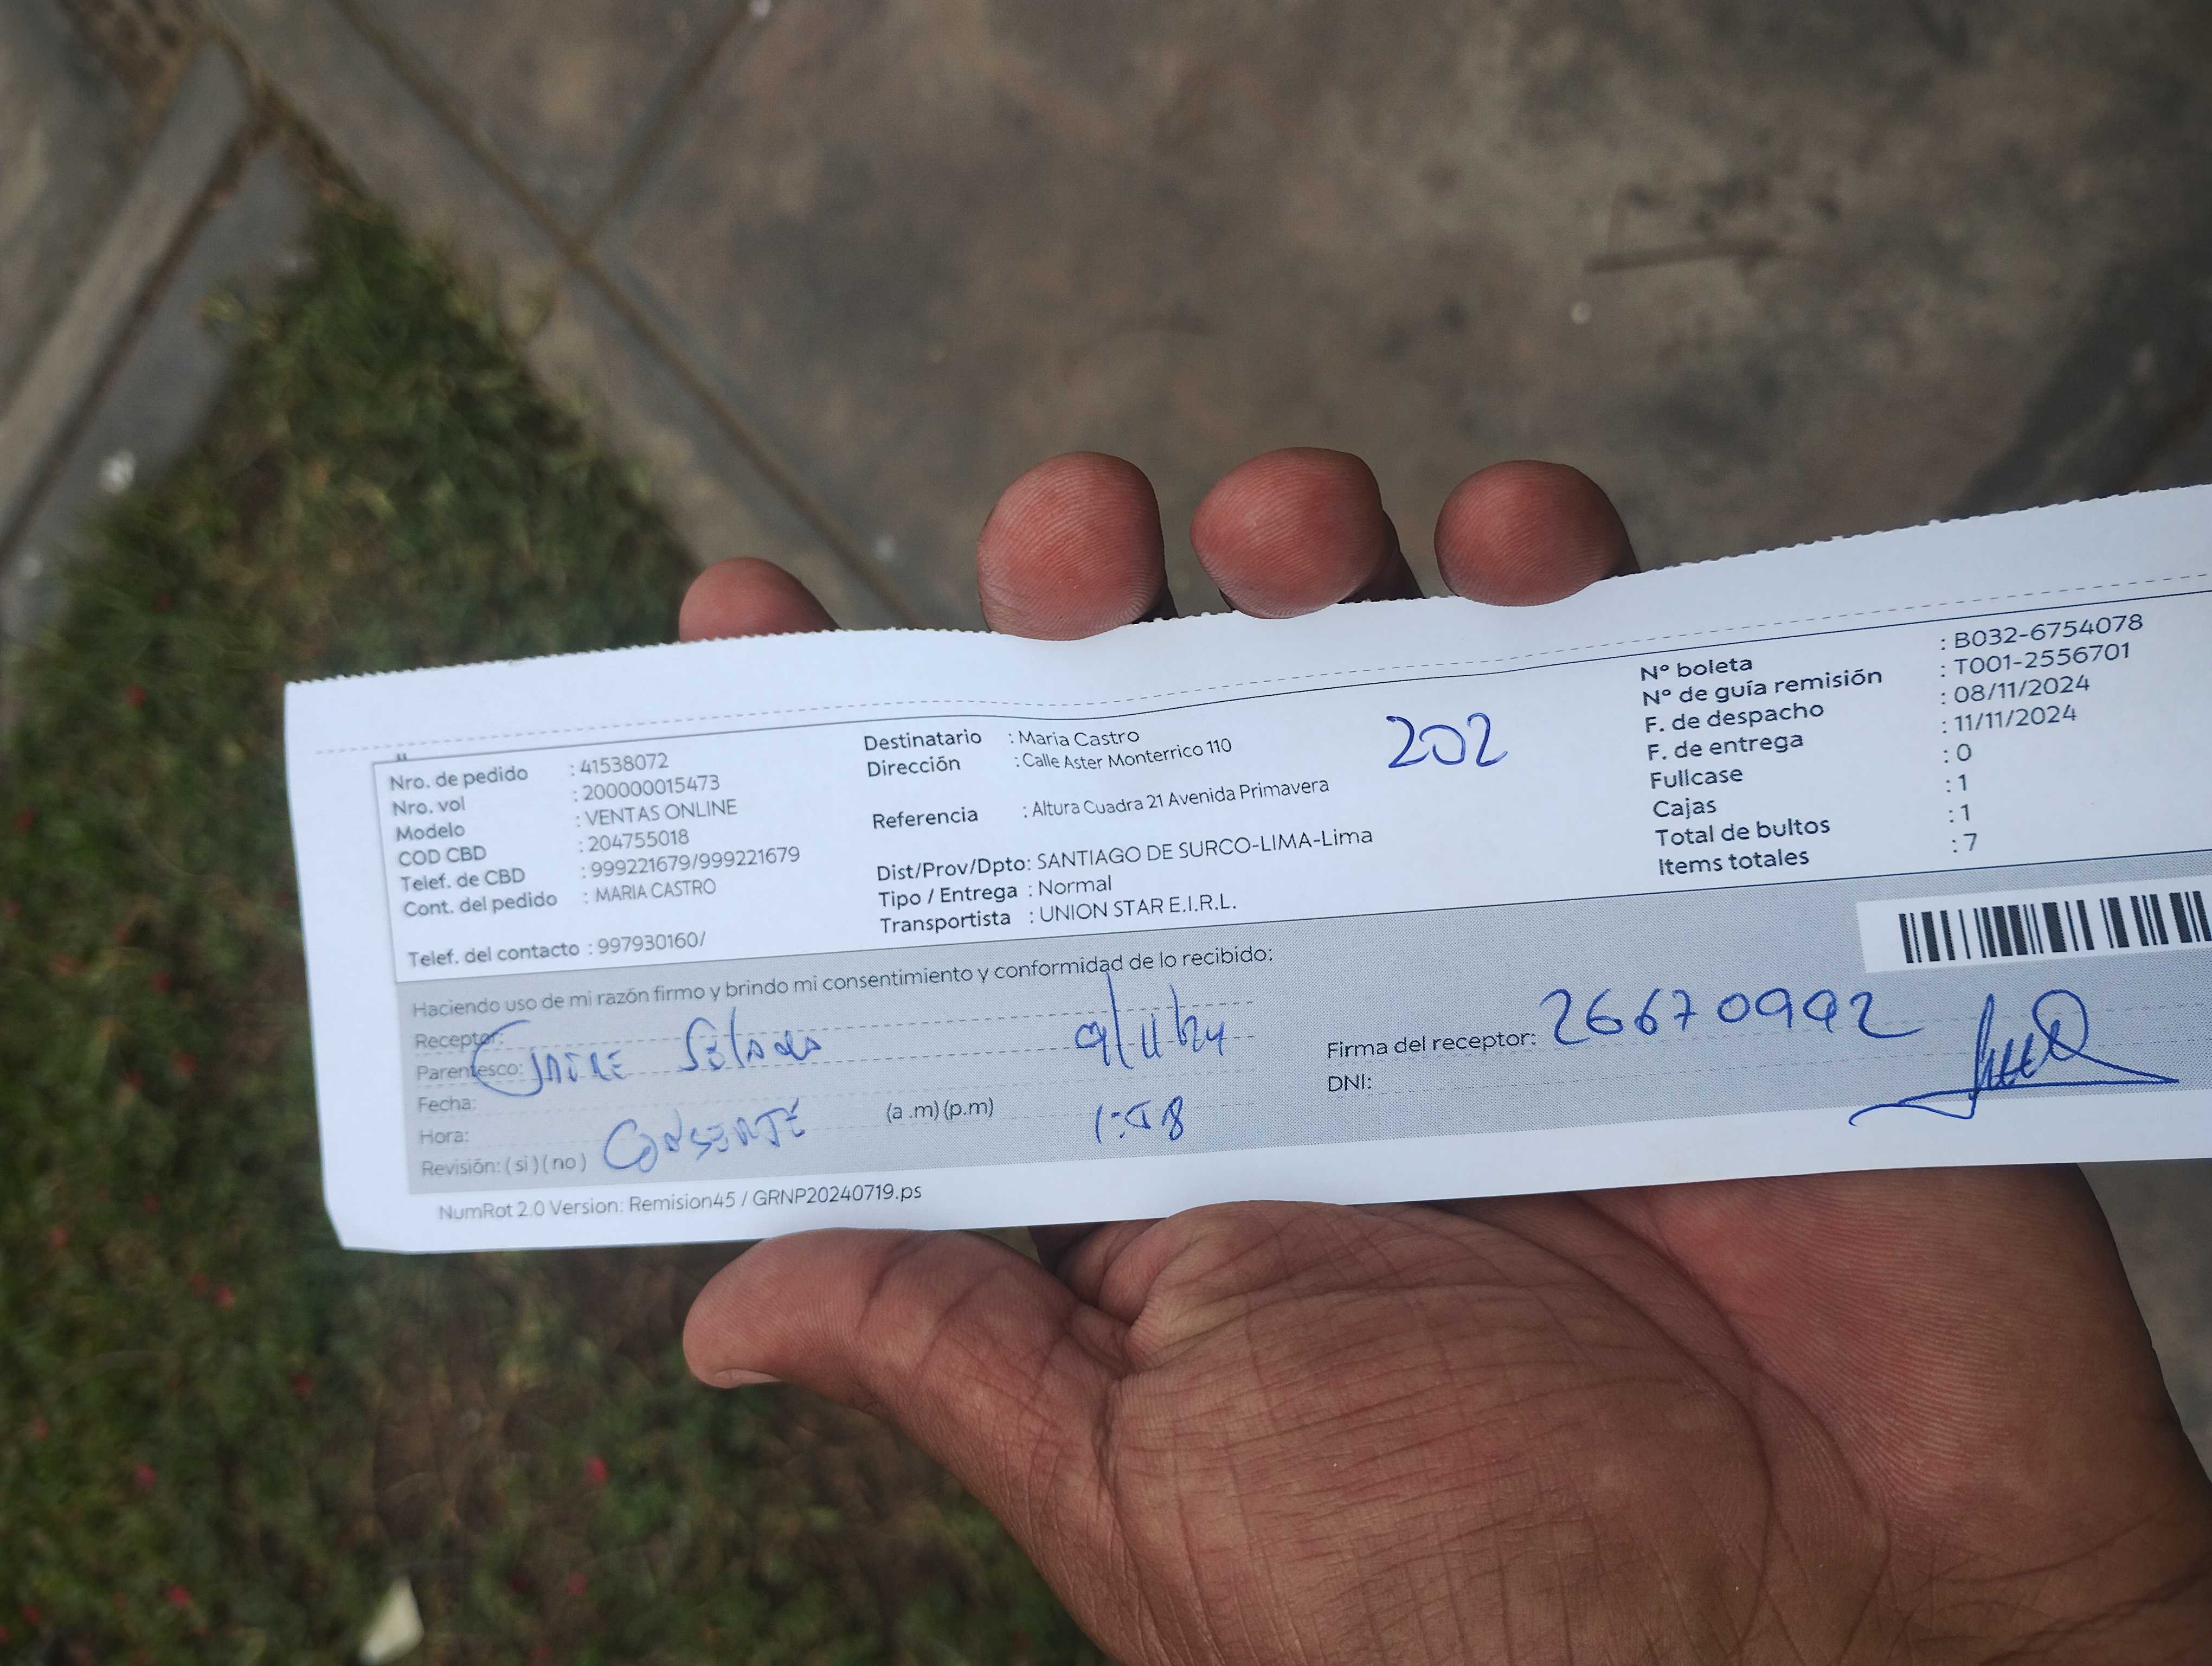 Nro. de pedido : 41538072
Nro. vol : 200000015473
Modelo : VENTAS ONLINE
COD CBD : 204755018
Telef. de CBD : 999221679/999221679
Cont. del pedido : MARIA CASTRO
Telef. del contacto : 997930160/
Destinatario : Maria Castro
Dirección : Calle Aster Monterrico 110
202
Referencia : Altura Cuadra 21 Avenida Primavera
Dist/Prov/Dpto: SANTIAGO DE SURCO-LIMA-Lima
Tipo / Entrega : Normal
Transportista : UNION STAR E.I.R.L.
Nº boleta : B032-6754078
Nº de guía remisión : T001-2556701
F. de despacho : 08/11/2024
F. de entrega : 11/11/2024
Fullcase : 0
Cajas : 1
Total de bultos : 1
Items totales : 7
Haciendo uso de mi razón firmo y brindo mi consentimiento y conformidad de lo recibido:
Receptor:
Parentesco: 9/11/24
Fecha:
Hora: (a .m) (p.m) 1:58
Revisión: ( si ) ( no ) CONSERJÉ
Firma del receptor: 26670992
DNI:
NumRot 2.0 Version: Remision45 / GRNP20240719.ps